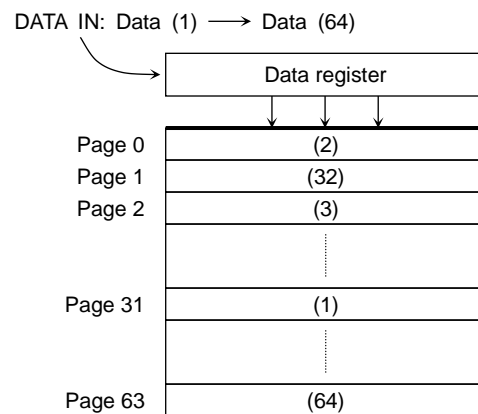 DATA IN: Data (1) ⟶ Data (64)
Data register
Page 0 (2)
Page 1 (32)
Page 2 (3)
Page 31 (1)
Page 63 (64)